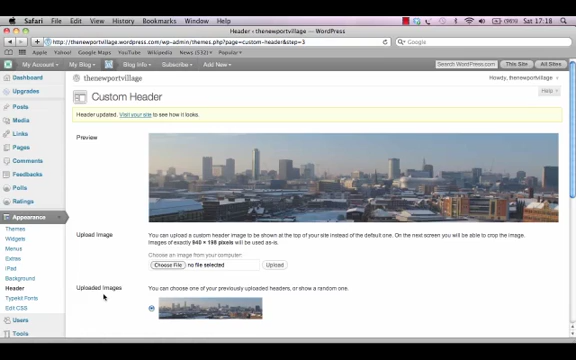 Safari File Edit View History Bookmarks Window Help (96%) Sat 17:18
Header ‹ thenewportvillage — WordPress
http://thenewportvillage.wordpress.com/wp-admin/themes.php?page=custom-header&step=3 Google
Apple Yahoo! Google Maps YouTube Wikipedia News (532) Popular
My Account My Blog Blog Info Subscribe Add New Search WordPress.com This Site All Sites
Dashboard
Upgrades
Posts
Media
Links
Pages
Comments
Feedbacks
Polls
Ratings
Appearance
Themes
Widgets
Menus
Extras
iPad
Background
Header
Typekit Fonts
Edit CSS
Users
Tools
thenewportvillage Howdy, thenewportvillage
Help
Custom Header
Header updated. Visit your site to see how it looks.
Preview
Upload Image
You can upload a custom header image to be shown at the top of your site instead of the default one. On the next screen you will be able to crop the image.
Images of exactly 940 × 198 pixels will be used as-is.
Choose an image from your computer:
Choose File no file selected Upload
Uploaded Images
You can choose one of your previously uploaded headers, or show a random one.